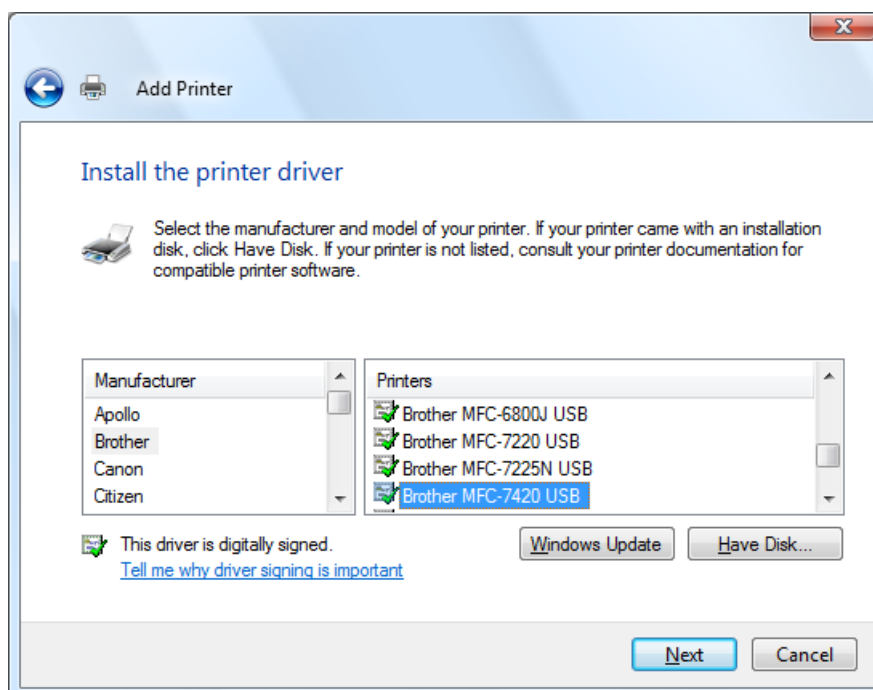 Add Printer
Install the printer driver
Select the manufacturer and model of your printer. If your printer came with an installation
disk, click Have Disk. If your printer is not listed, consult your printer documentation for
compatible printer software.
Manufacturer
Apollo
Brother
Canon
Citizen
Printers
Brother MFC-6800J USB
Brother MFC-7220 USB
Brother MFC-7225N USB
Brother MFC-7420 USB
This driver is digitally signed.
Tell me why driver signing is important
Windows Update
Have Disk...
Next
Cancel